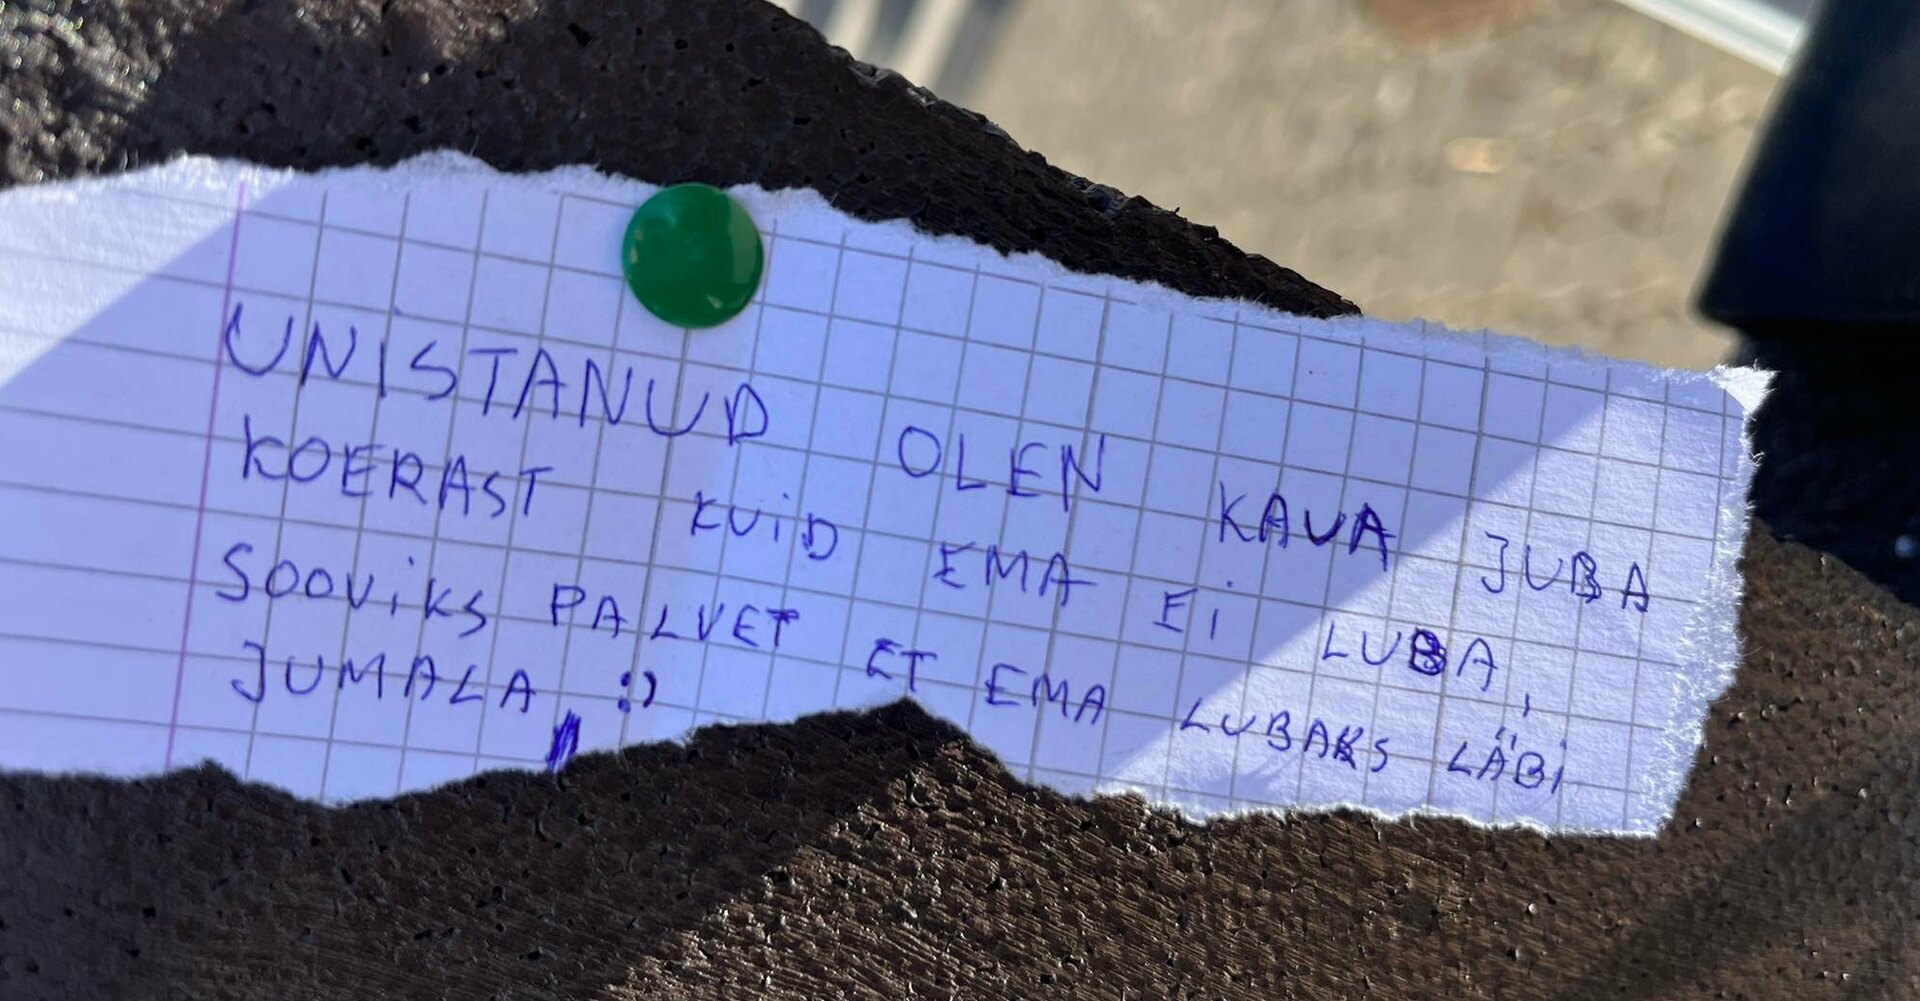 UNISTANUD OLEN KAUA JUBA
KOERAST KUID EMA EI LUBA,
SOOVIKS PALVET ET EMA LUBAKS LÄBI
JUMALA :)